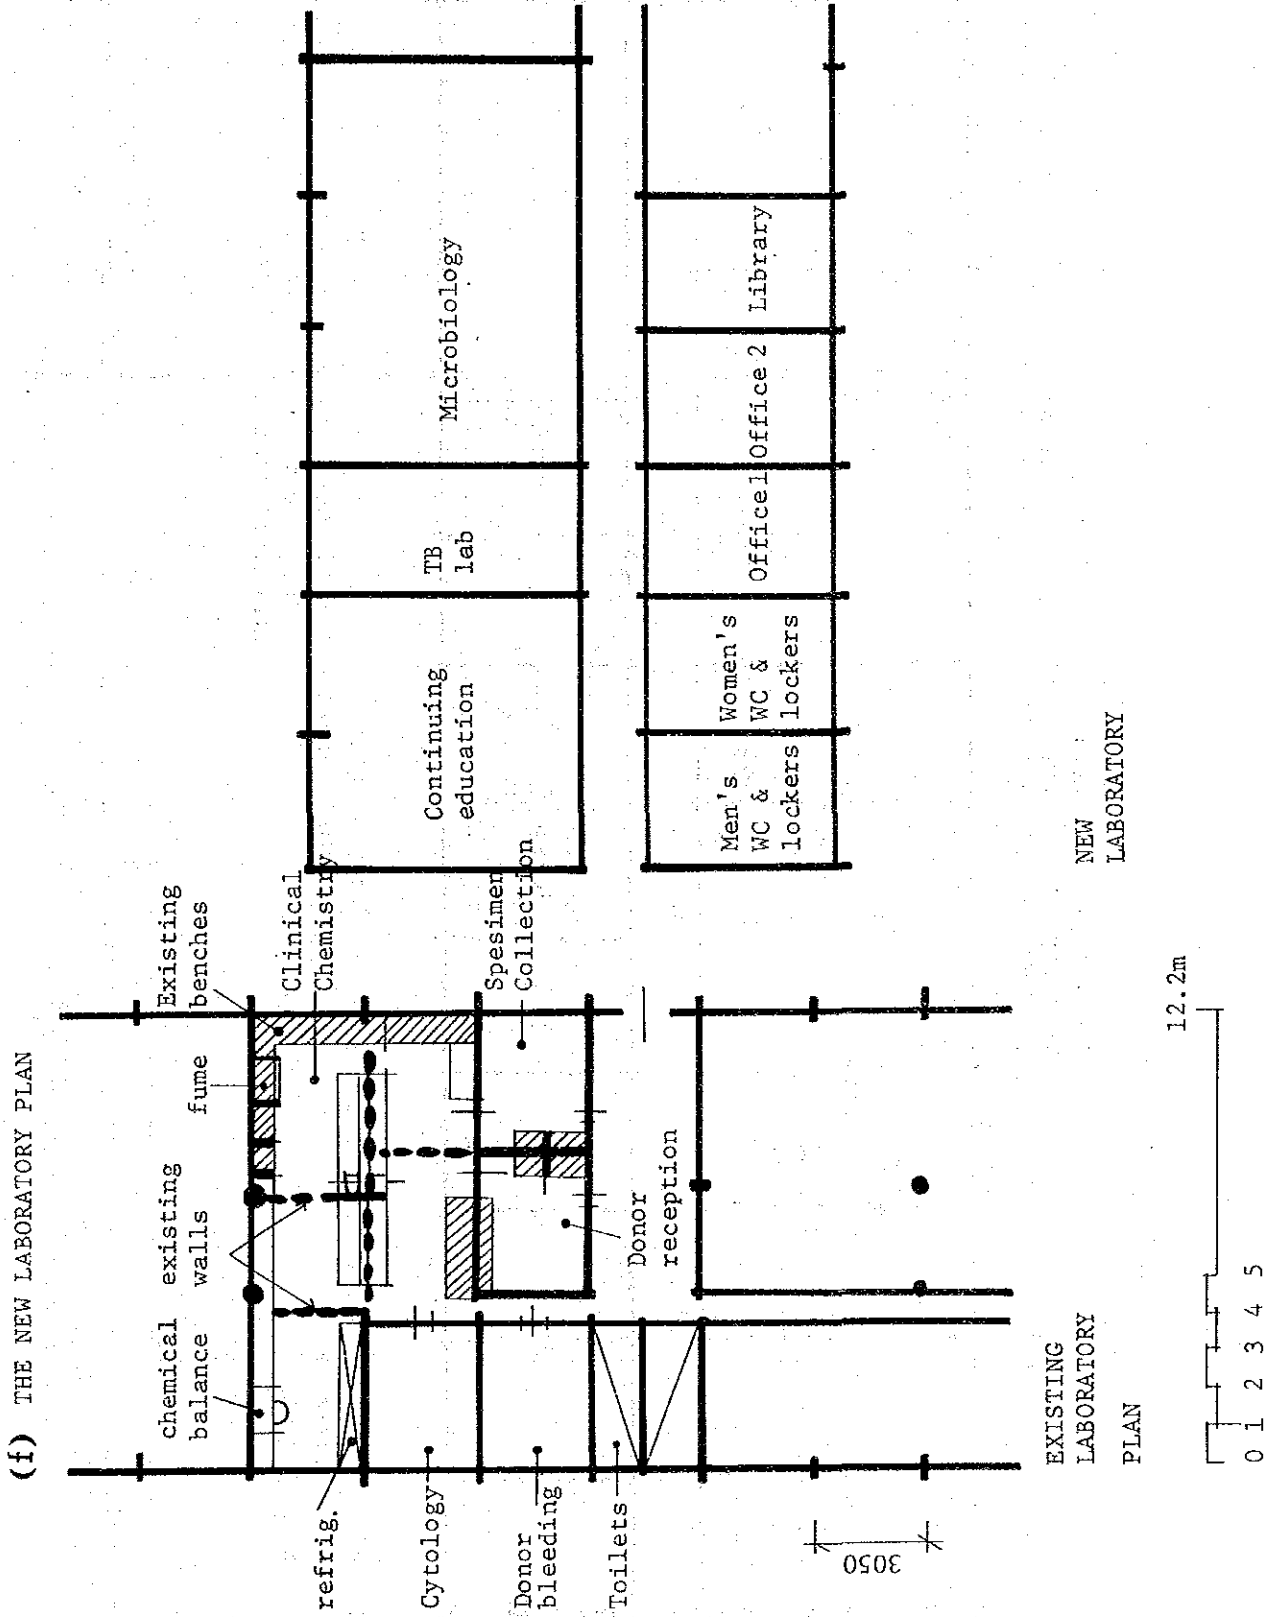 (f) THE NEW LABORATORY PLAN
chemical
balance
existing
walls
fume
Existing
benches
Clinical
Chemistry
Spesimen
Collection
refrig.
Cytology
Donor
bleeding
Toilets
Donor
reception
3050
EXISTING
LABORATORY
PLAN
0 1 2 3 4 5
12.2m
Continuing
education
TB
lab
Microbiology
Men's
WC &
lockers
Women's
WC &
lockers
Office1
Office 2
Library
NEW
LABORATORY